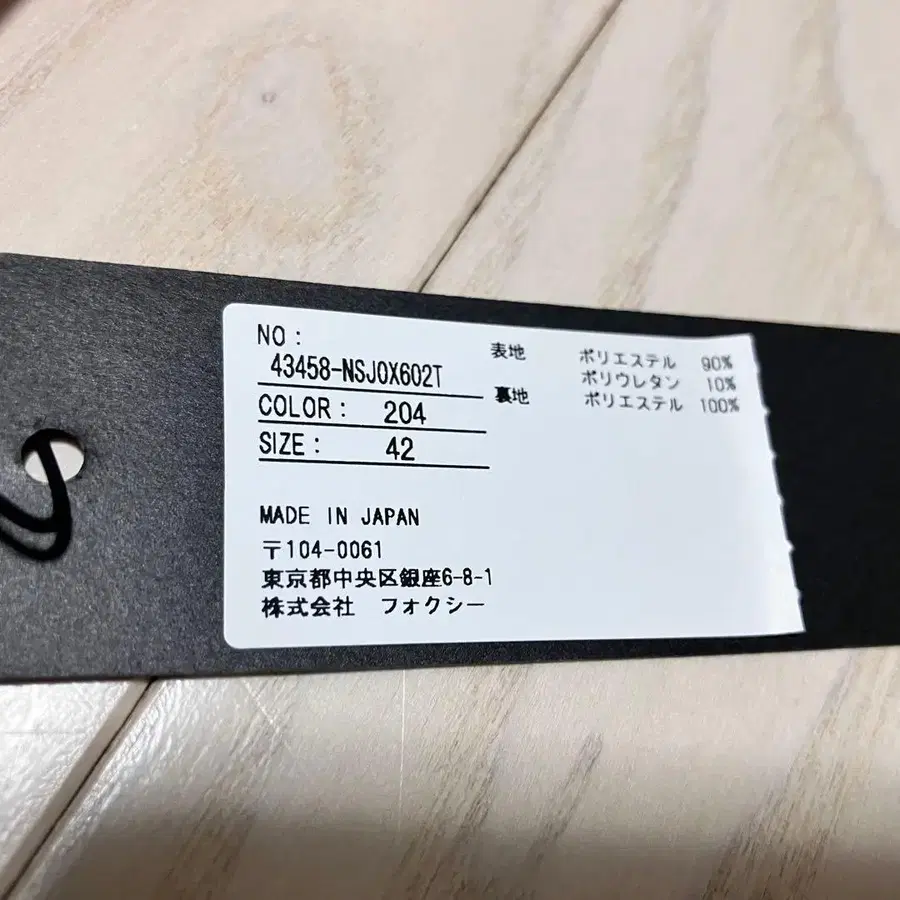 NO :
43458-NSJOX602T
COLOR : 204
SIZE : 42
表地 ポリエステル 90%
ポリウレタン 10%
裏地 ポリエステル 100%
MADE IN JAPAN
〒104-0061
東京都中央区銀座6-8-1
株式会社 フォクシー